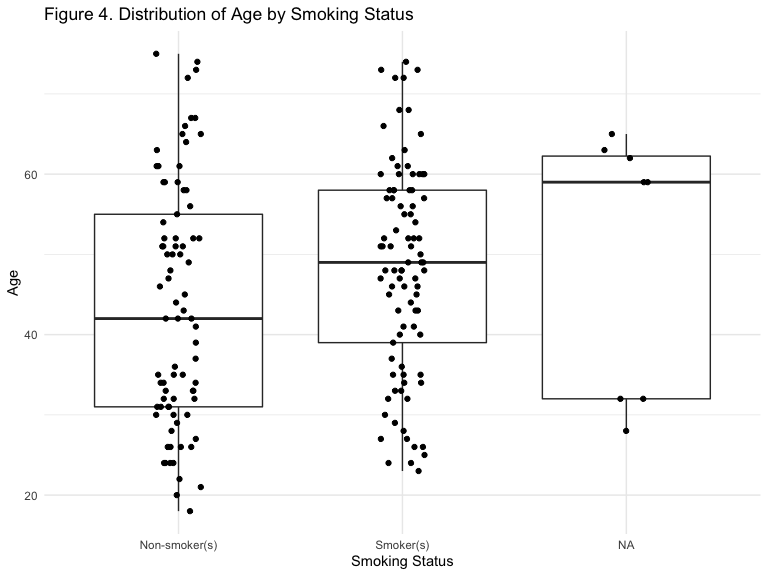 Figure 4. Distribution of Age by Smoking Status
Age
60
40
20
Non-smoker(s) Smoker(s) NA
Smoking Status